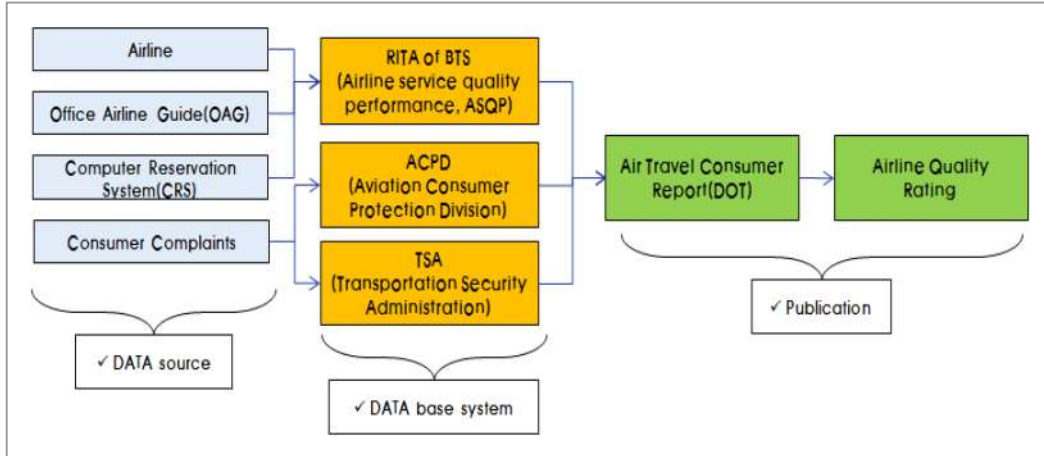 Airline
Office Airline Guide(OAG)
Computer Reservation
System(CRS)
Consumer Complaints
✓ DATA source
RITA of BTS
(Airline service quality
performance, ASQP)
ACPD
(Aviation Consumer
Protection Division)
TSA
(Transportation Security
Administration)
✓ DATA base system
Air Travel Consumer
Report(DOT)
Airline Quality
Rating
✓ Publication